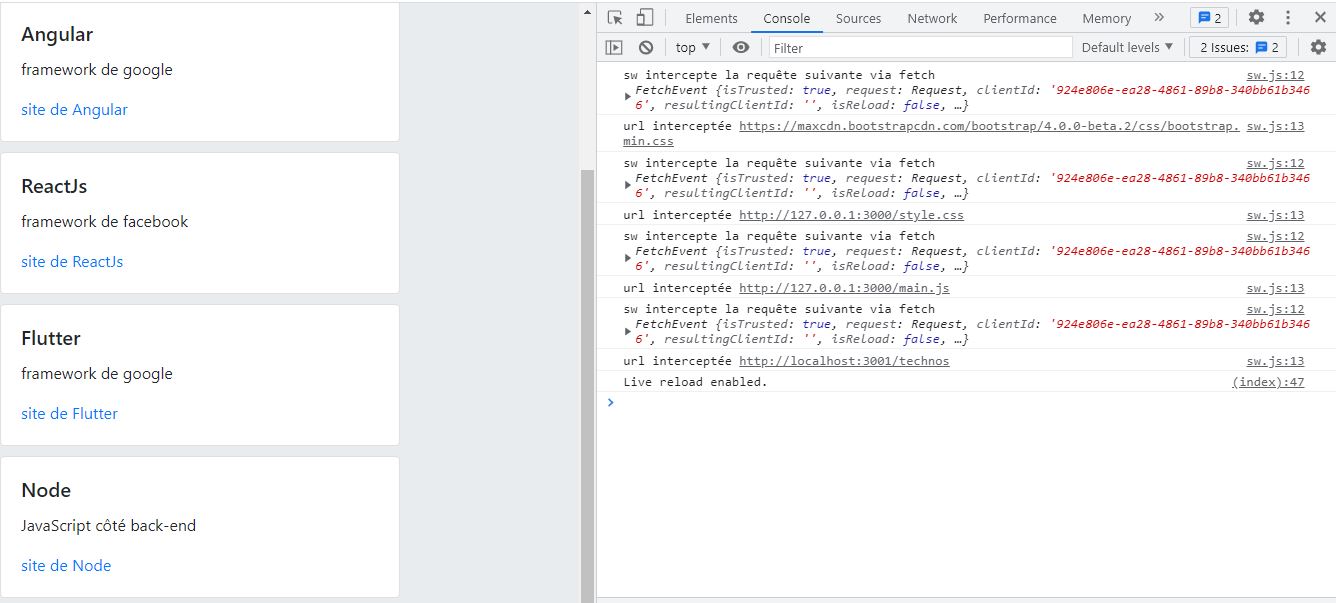 Angular
framework de google
site de Angular
ReactJs
framework de facebook
site de ReactJs
Flutter
framework de google
site de Flutter
Node
JavaScript côté back-end
site de Node
Elements Console Sources Network Performance Memory » 2
top ▼ Filter Default levels ▼ 2 Issues: 2
sw intercepte la requête suivante via fetch sw.js:12
FetchEvent {isTrusted: true, request: Request, clientId: '924e806e-ea28-4861-89b8-340bb61b346
6', resultingClientId: '', isReload: false, …}
url interceptée https://maxcdn.bootstrapcdn.com/bootstrap/4.0.0-beta.2/css/bootstrap. sw.js:13
min.css
sw intercepte la requête suivante via fetch sw.js:12
FetchEvent {isTrusted: true, request: Request, clientId: '924e806e-ea28-4861-89b8-340bb61b346
6', resultingClientId: '', isReload: false, …}
url interceptée http://127.0.0.1:3000/style.css sw.js:13
sw intercepte la requête suivante via fetch sw.js:12
FetchEvent {isTrusted: true, request: Request, clientId: '924e806e-ea28-4861-89b8-340bb61b346
6', resultingClientId: '', isReload: false, …}
url interceptée http://127.0.0.1:3000/main.js sw.js:13
sw intercepte la requête suivante via fetch sw.js:12
FetchEvent {isTrusted: true, request: Request, clientId: '924e806e-ea28-4861-89b8-340bb61b346
6', resultingClientId: '', isReload: false, …}
url interceptée http://localhost:3001/technos sw.js:13
Live reload enabled. (index):47